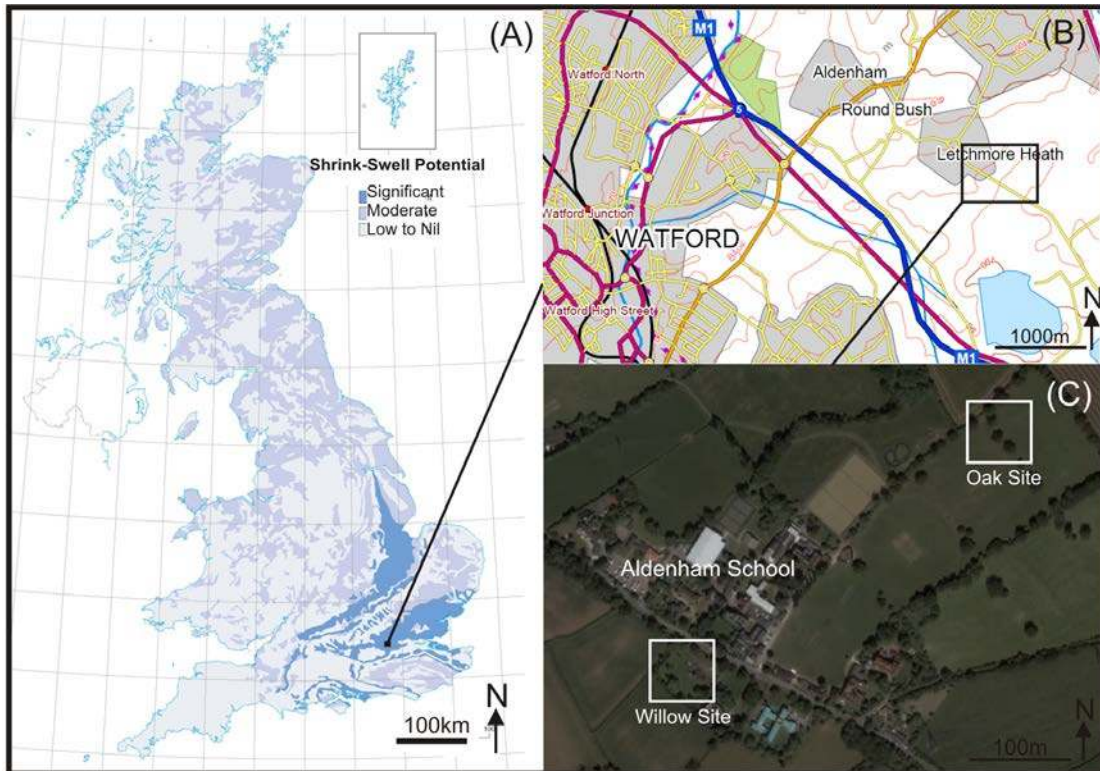 (A)
Shrink-Swell Potential
Significant
Moderate
Low to Nil
N
100km
(B)
M1
Watford North
Aldenham
5
Round Bush
Letchmore Heath
Watford Junction
WATFORD
Watford High Street
N
1000m
M1
(C)
Oak Site
Aldenham School
Willow Site
N
100m